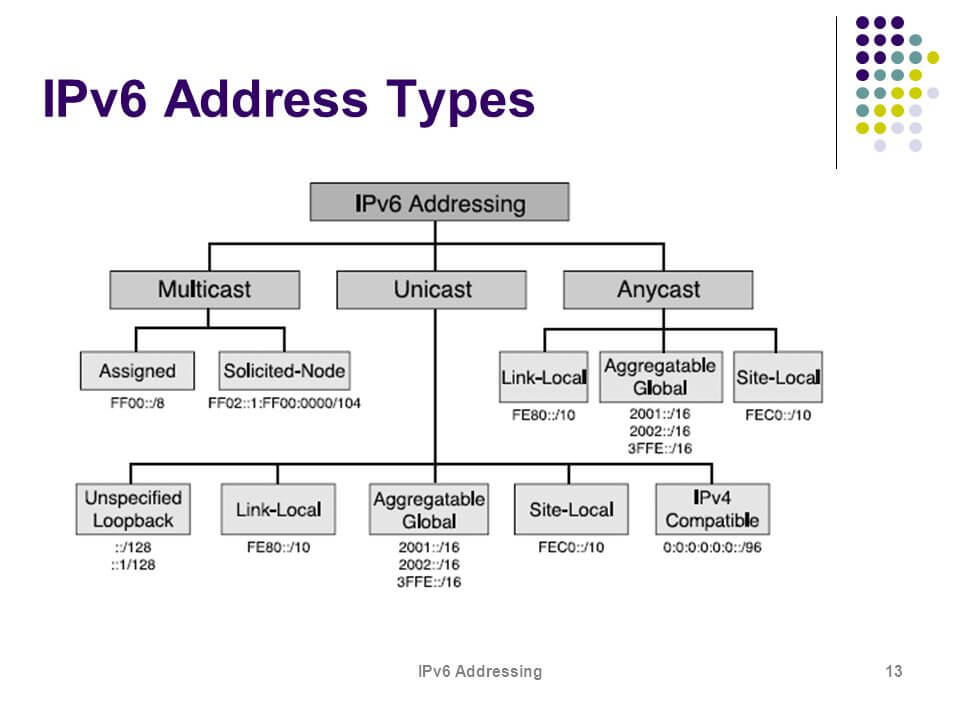 IPv6 Address Types
IPv6 Addressing
Multicast
Unicast
Anycast
Assigned
FF00::/8
Solicited-Node
FF02::1:FF00:0000/104
Link-Local
FE80::/10
Aggregatable
Global
2001::/16
2002::/16
3FFE::/16
Site-Local
FEC0::/10
Unspecified
Loopback
::/128
::1/128
Link-Local
FE80::/10
Aggregatable
Global
2001::/16
2002::/16
3FFE::/16
Site-Local
FEC0::/10
IPv4
Compatible
0:0:0:0:0:0::/96
IPv6 Addressing
13